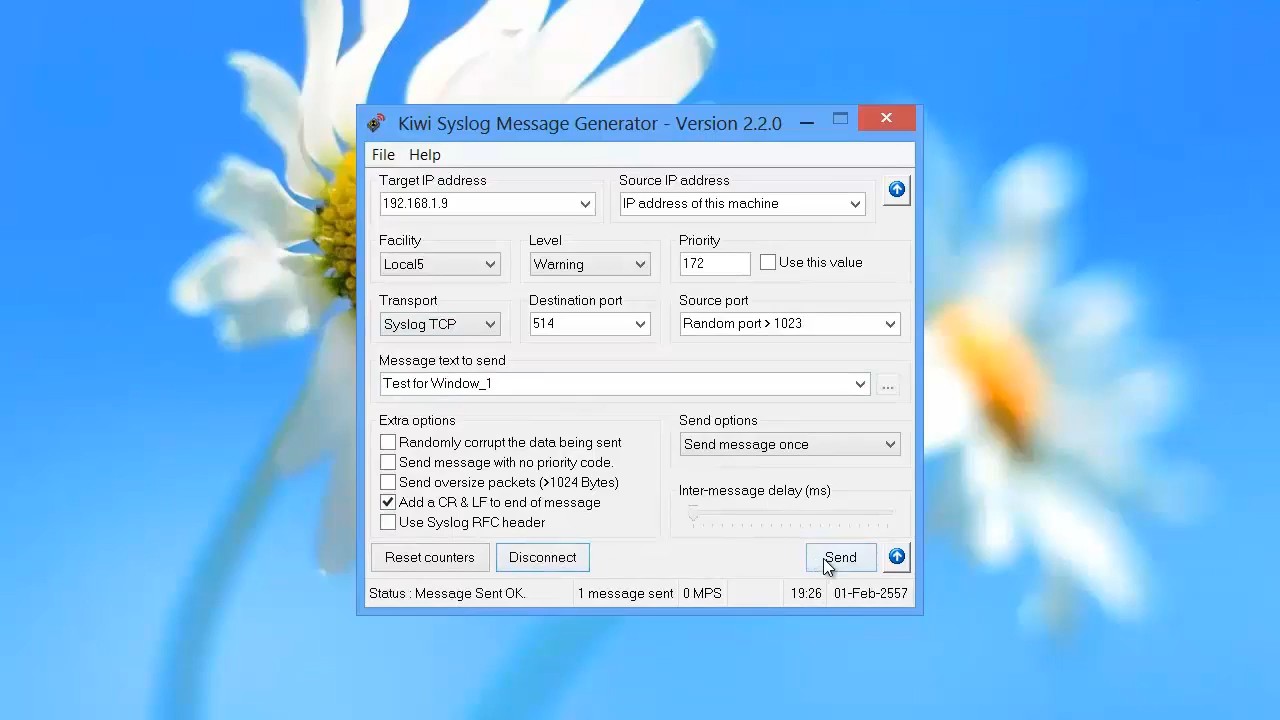 Kiwi Syslog Message Generator - Version 2.2.0
File Help
Target IP address Source IP address
192.168.1.9 IP address of this machine
Facility Level Priority
Local5 Warning 172 Use this value
Transport Destination port Source port
Syslog TCP 514 Random port > 1023
Message text to send
Test for Window_1 ...
Extra options Send options
Randomly corrupt the data being sent Send message once
Send message with no priority code.
Send oversize packets (>1024 Bytes)
Inter-message delay (ms)
Add a CR & LF to end of message
Use Syslog RFC header
Reset counters Disconnect Send
Status : Message Sent OK. 1 message sent 0 MPS 19:26 01-Feb-2557